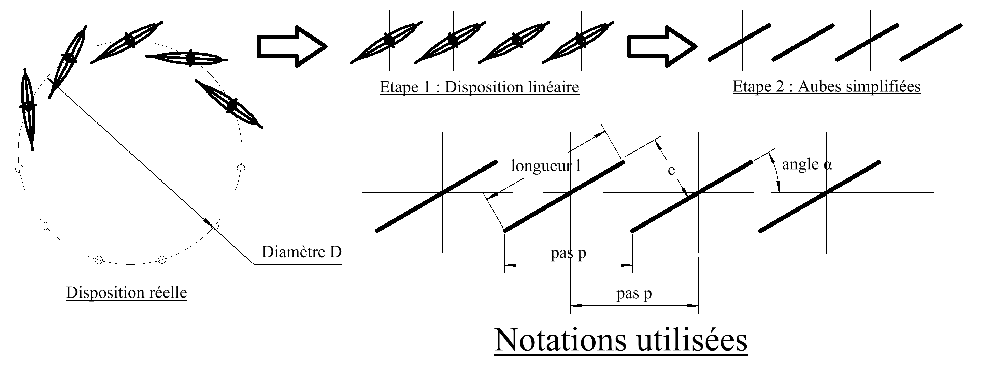 Etape 1 : Disposition linéaire
Etape 2 : Aubes simplifiées
longueur l
e
angle α
Diamètre D
pas p
Disposition réelle
pas p
Notations utilisées